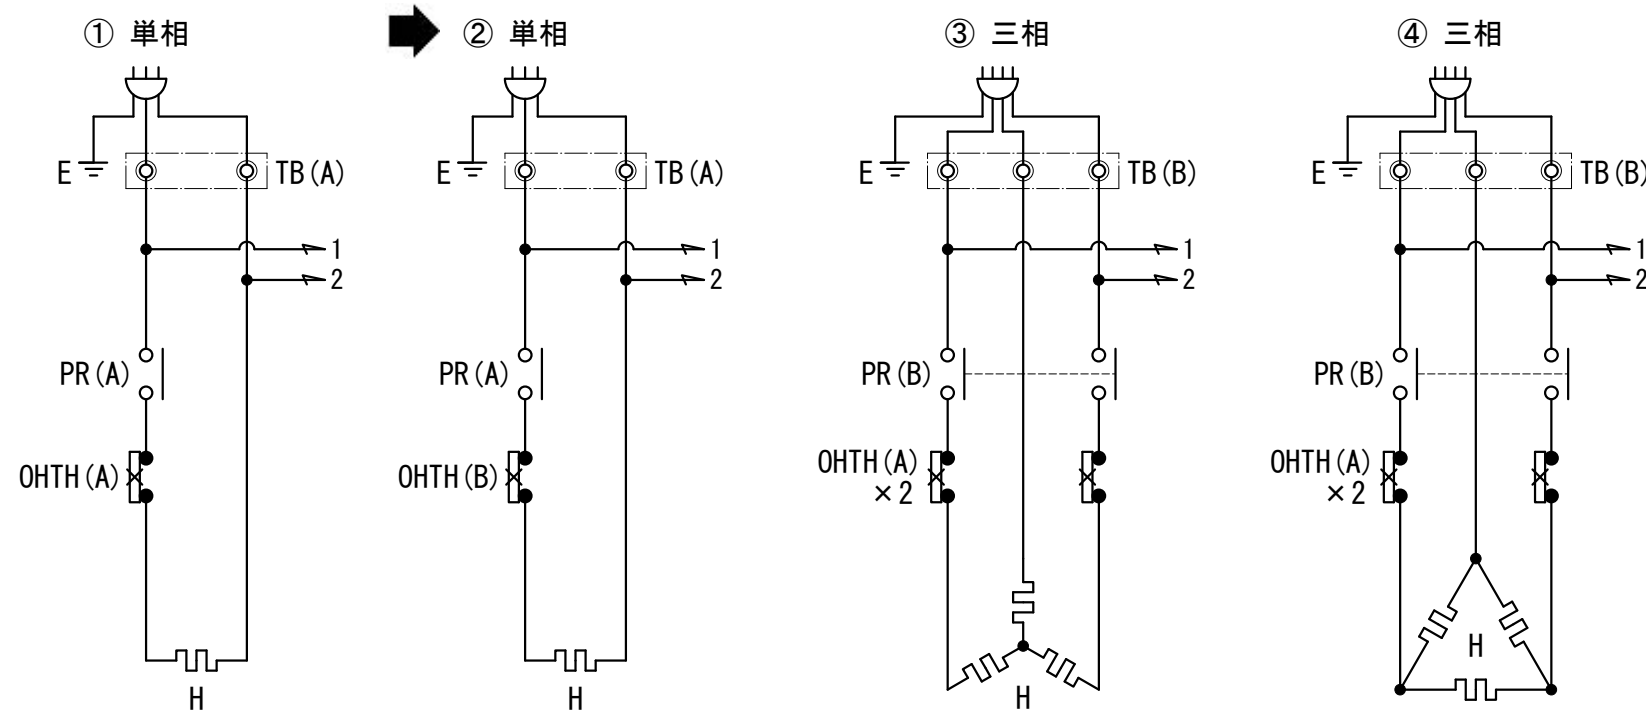 ① 単相
② 単相
③ 三相
④ 三相
E
TB(A)
E
TB(A)
E
TB(B)
E
TB(B)
1
1
1
1
2
2
2
2
PR(A)
PR(A)
PR(B)
PR(B)
OHTH(A)
OHTH(B)
OHTH(A)
×2
OHTH(A)
×2
H
H
H
H